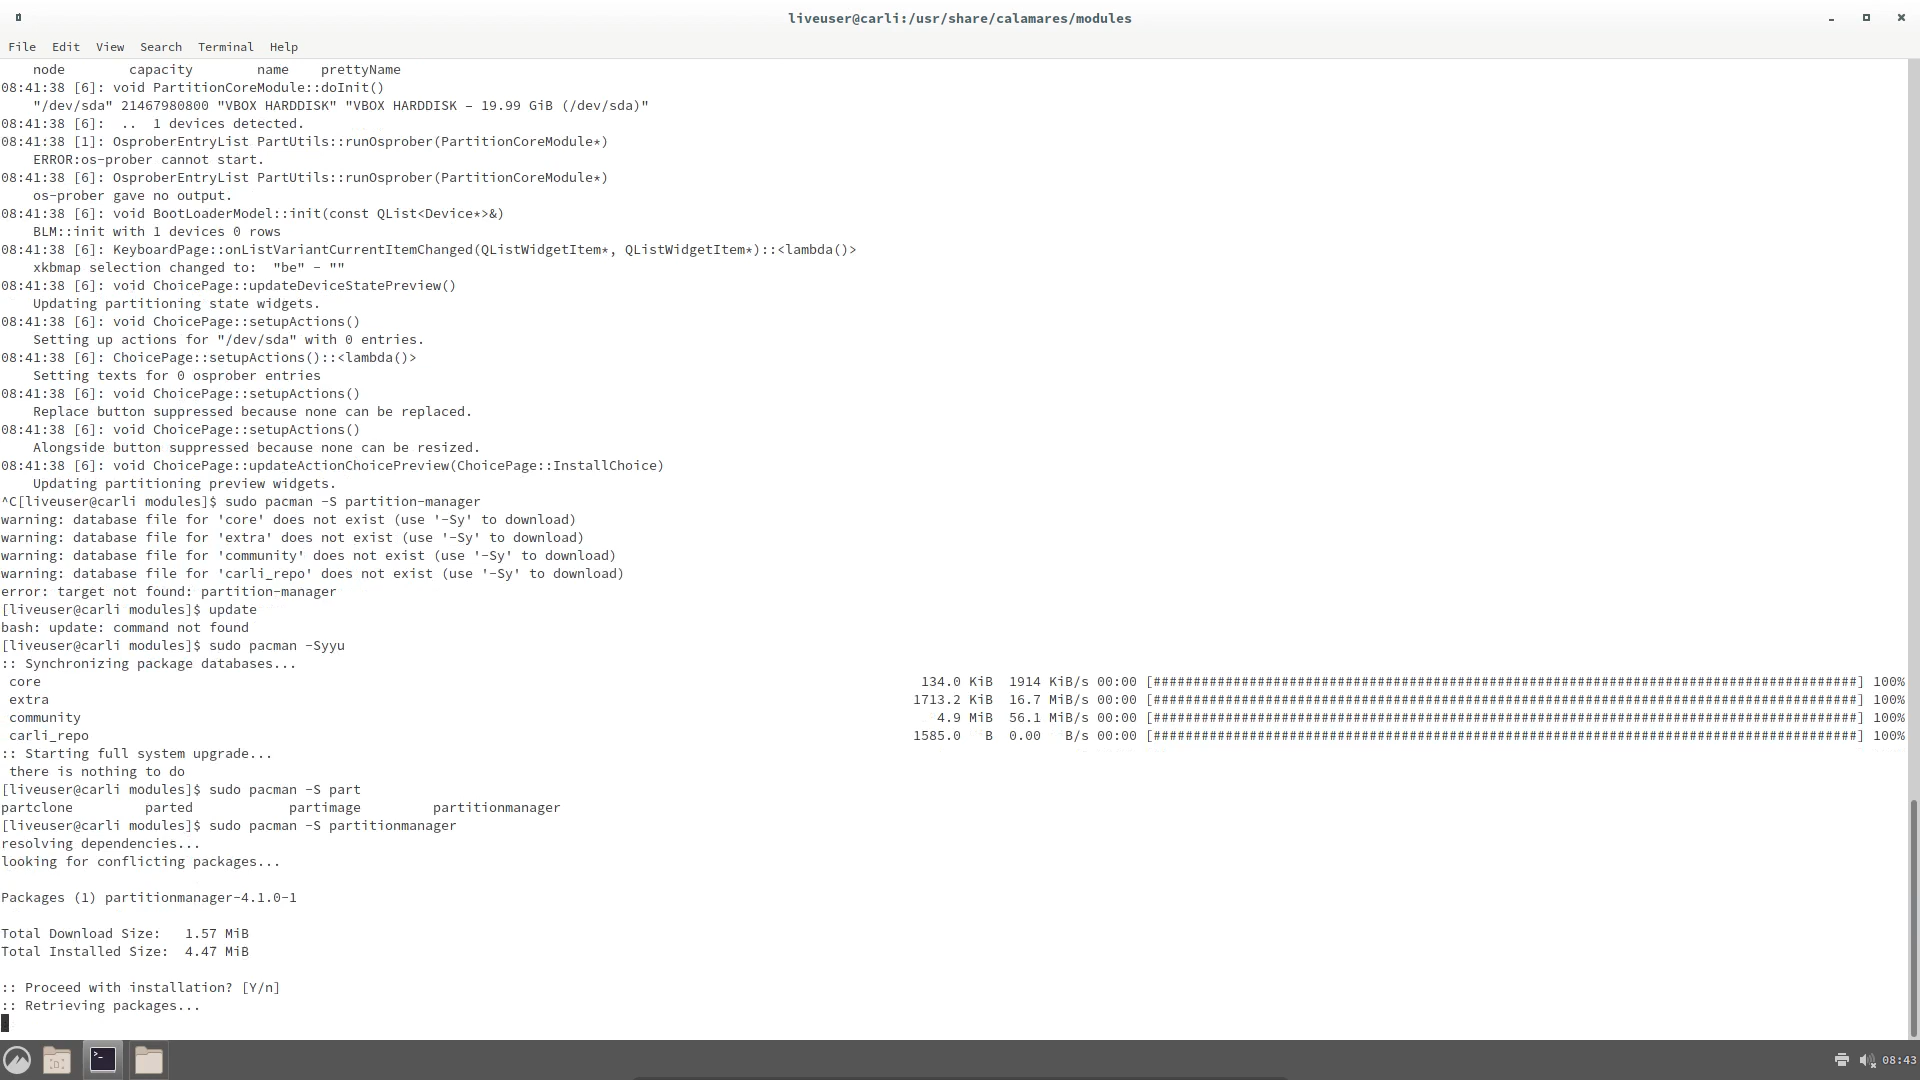 liveuser@carli:/usr/share/calamares/modules
File Edit View Search Terminal Help
node capacity name prettyName
08:41:38 [6]: void PartitionCoreModule::doInit()
"/dev/sda" 21467980800 "VBOX HARDDISK" "VBOX HARDDISK – 19.99 GiB (/dev/sda)"
08:41:38 [6]:  ..  1 devices detected.
08:41:38 [1]: OsproberEntryList PartUtils::runOsprober(PartitionCoreModule*)
ERROR:os-prober cannot start.
08:41:38 [6]: OsproberEntryList PartUtils::runOsprober(PartitionCoreModule*)
os-prober gave no output.
08:41:38 [6]: void BootLoaderModel::init(const QList<Device*>&)
BLM::init with 1 devices 0 rows
08:41:38 [6]: KeyboardPage::onListVariantCurrentItemChanged(QListWidgetItem*, QListWidgetItem*)::<lambda()>
xkbmap selection changed to:  "be" - ""
08:41:38 [6]: void ChoicePage::updateDeviceStatePreview()
Updating partitioning state widgets.
08:41:38 [6]: void ChoicePage::setupActions()
Setting up actions for "/dev/sda" with 0 entries.
08:41:38 [6]: ChoicePage::setupActions()::<lambda()>
Setting texts for 0 osprober entries
08:41:38 [6]: void ChoicePage::setupActions()
Replace button suppressed because none can be replaced.
08:41:38 [6]: void ChoicePage::setupActions()
Alongside button suppressed because none can be resized.
08:41:38 [6]: void ChoicePage::updateActionChoicePreview(ChoicePage::InstallChoice)
Updating partitioning preview widgets.
^C[liveuser@carli modules]$ sudo pacman -S partition-manager
warning: database file for 'core' does not exist (use '-Sy' to download)
warning: database file for 'extra' does not exist (use '-Sy' to download)
warning: database file for 'community' does not exist (use '-Sy' to download)
warning: database file for 'carli_repo' does not exist (use '-Sy' to download)
error: target not found: partition-manager
[liveuser@carli modules]$ update
bash: update: command not found
[liveuser@carli modules]$ sudo pacman -Syyu
:: Synchronizing package databases...
core 134.0 KiB 1914 KiB/s 00:00 [########################################################################################] 100%
extra 1713.2 KiB 16.7 MiB/s 00:00 [########################################################################################] 100%
community 4.9 MiB 56.1 MiB/s 00:00 [########################################################################################] 100%
carli_repo 1585.0 B 0.00 B/s 00:00 [########################################################################################] 100%
:: Starting full system upgrade...
there is nothing to do
[liveuser@carli modules]$ sudo pacman -S part
partclone parted partimage partitionmanager
[liveuser@carli modules]$ sudo pacman -S partitionmanager
resolving dependencies...
looking for conflicting packages...
Packages (1) partitionmanager-4.1.0-1
Total Download Size:   1.57 MiB
Total Installed Size:  4.47 MiB
:: Proceed with installation? [Y/n]
:: Retrieving packages...
08:43